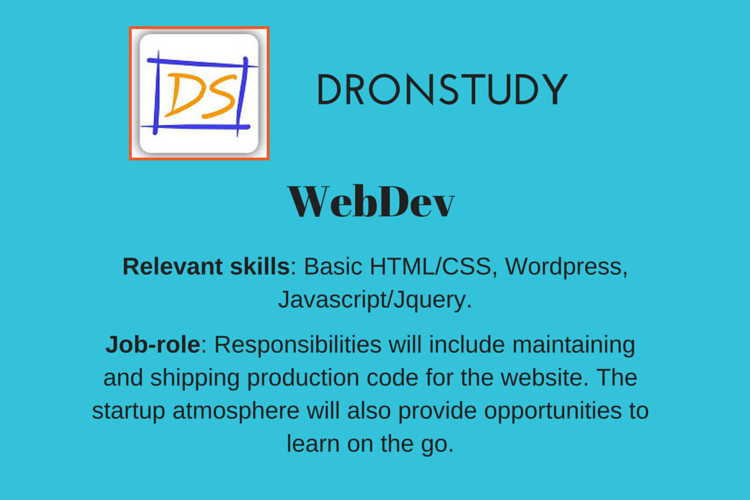 DS
DRONSTUDY
WebDev
Relevant skills: Basic HTML/CSS, Wordpress,
Javascript/Jquery.
Job-role: Responsibilities will include maintaining
and shipping production code for the website. The
startup atmosphere will also provide opportunities to
learn on the go.